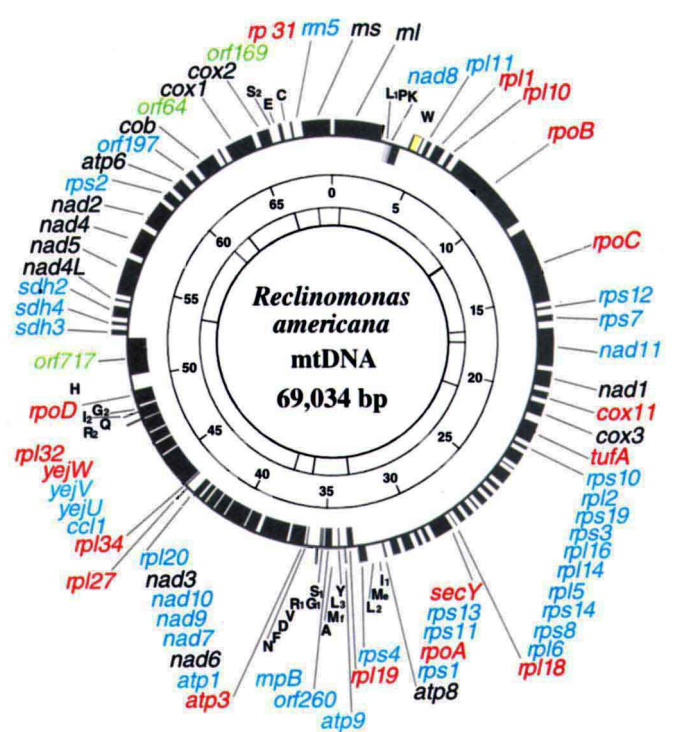 rp 31
rrn5
rns
rnl
orf169
cox2
cox1
orf64
cob
orf197
atp6
rps2
nad2
nad4
nad5
nad4L
sdh2
sdh4
sdh3
orf717
H
rpoD
I2
G2
Q
R2
rpl32
yejW
yejV
yejU
ccl1
rpl34
rpl27
S2
E
C
L1PK
nad8
W
rpl11
rpl1
rpl10
rpoB
rpoC
rps12
rps7
nad11
nad1
cox11
cox3
tufA
rps10
rpl2
rps19
rps3
rpl16
rpl14
rpl5
rps14
rps8
rpl6
rpl18
0
5
10
15
20
25
30
35
40
45
50
55
60
65
Reclinomonas
americana
mtDNA
69,034 bp
rpl20
nad3
nad10
nad9
nad7
nad6
atp1
atp3
N
F
D
V
R1
G1
S1
Y
L3
Mf
A
I1
Me
L2
rnpB
orf260
atp9
rps4
rpl19
secY
rps13
rps11
rpoA
rps1
atp8